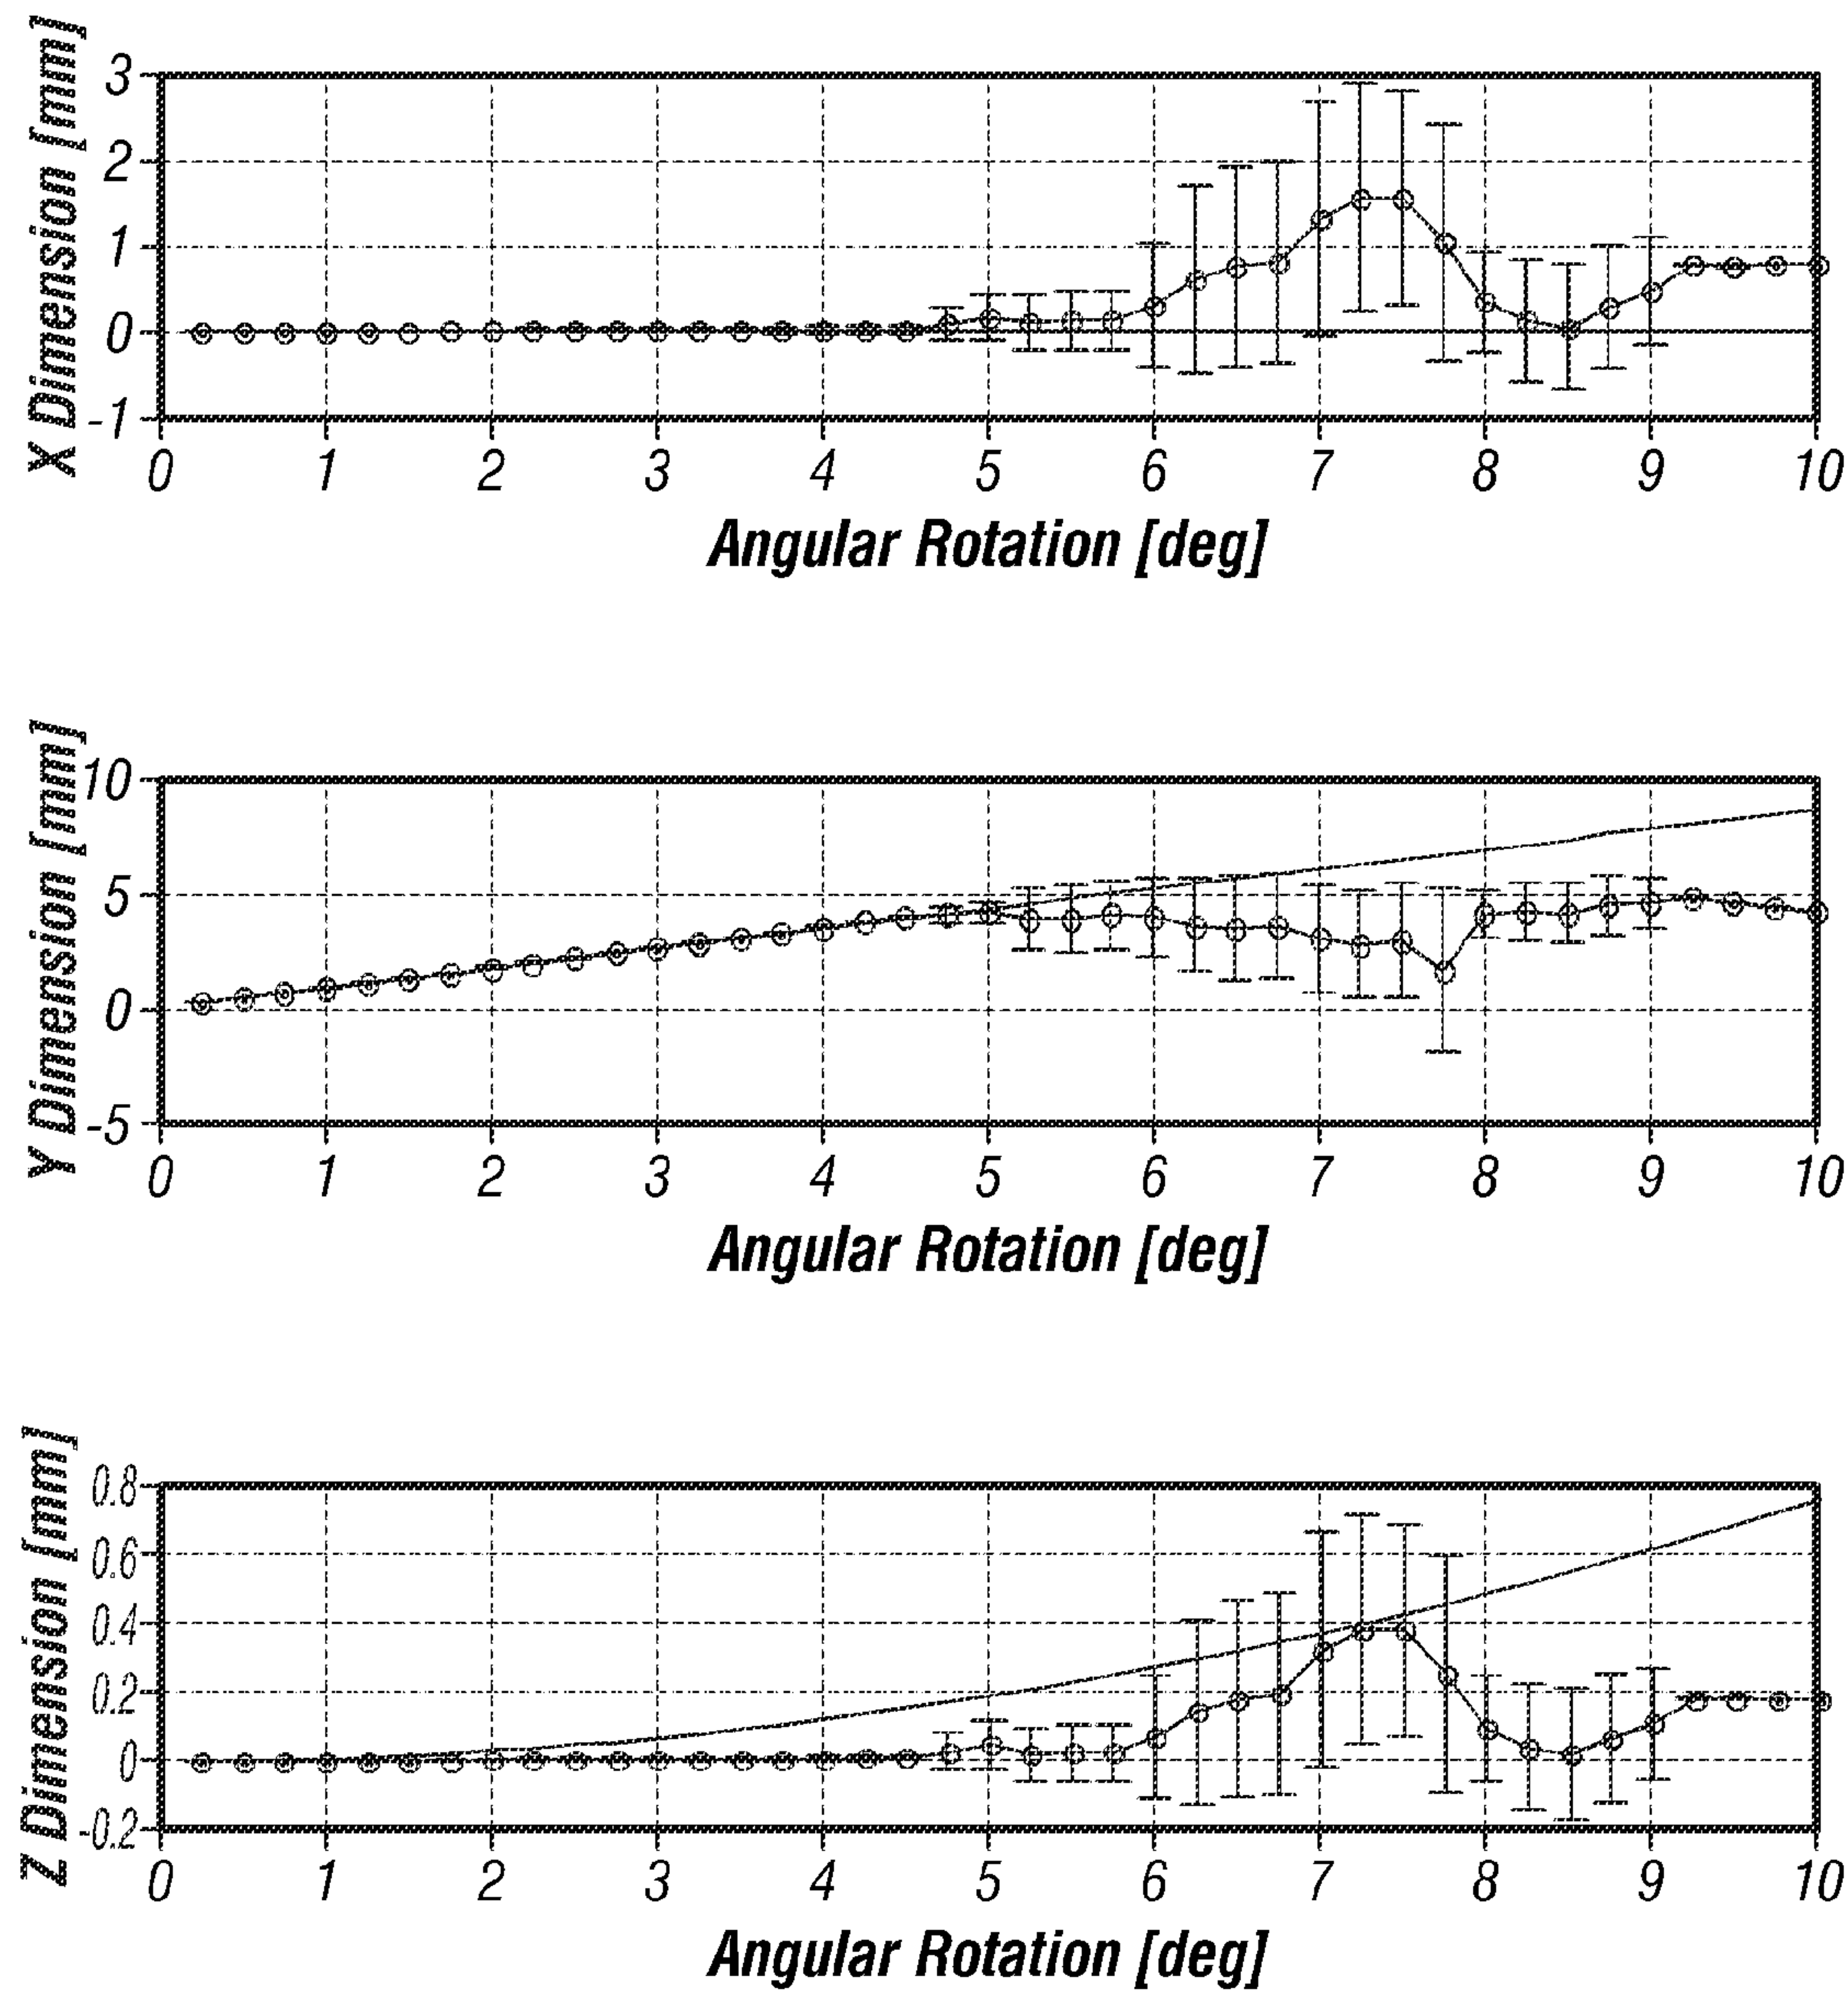 X Dimension [mm]
3
2
1
0
-1
0 1 2 3 4 5 6 7 8 9 10
Angular Rotation [deg]
Y Dimension [mm]
10
5
0
-5
0 1 2 3 4 5 6 7 8 9 10
Angular Rotation [deg]
Z Dimension [mm]
0.8
0.6
0.4
0.2
0
-0.2
0 1 2 3 4 5 6 7 8 9 10
Angular Rotation [deg]